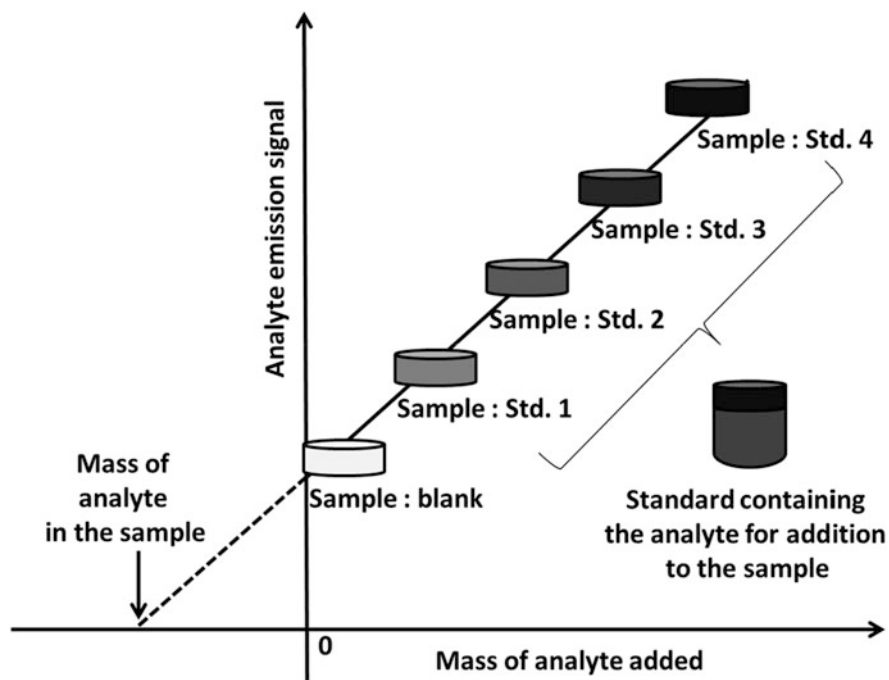 Analyte emission signal
Sample : Std. 4
Sample : Std. 3
Sample : Std. 2
Sample : Std. 1
Sample : blank
Mass of
analyte
in the sample
Standard containing
the analyte for addition
to the sample
0
Mass of analyte added